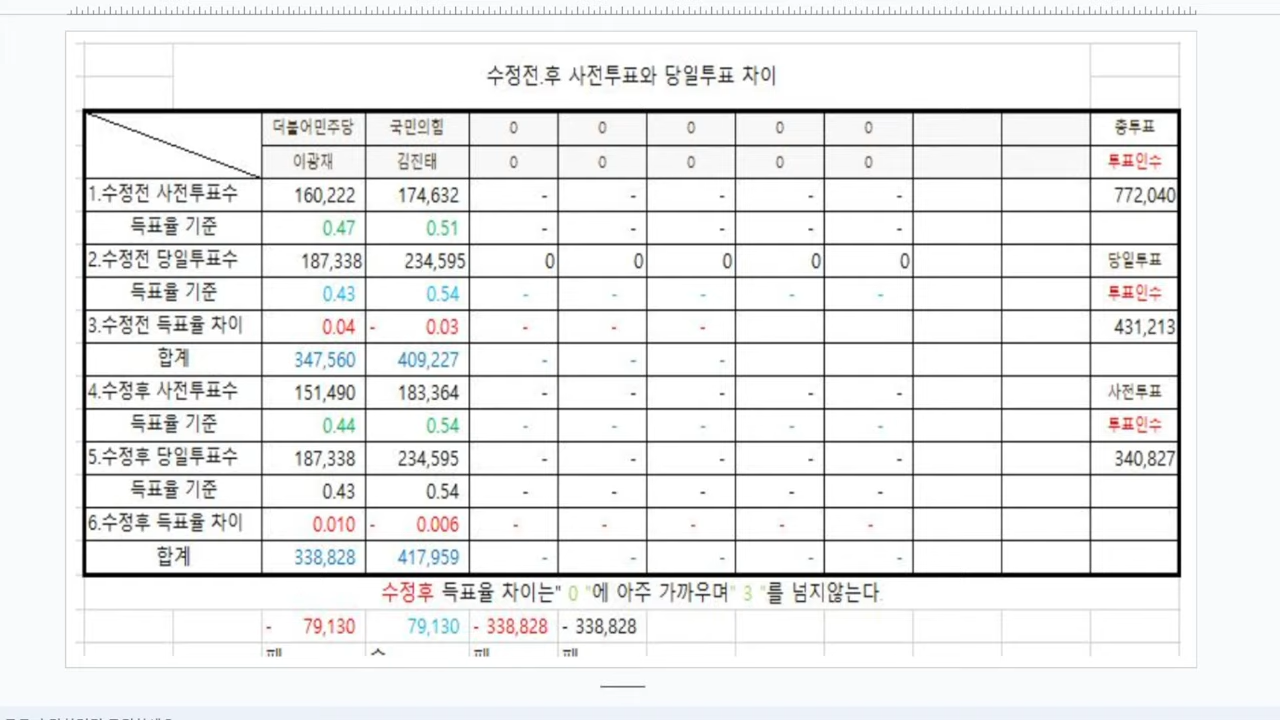 수정전.후 사전투표와 당일투표 차이
더불어민주당 국민의힘 0 0 0 0 0 총투표
이광재 김진태 0 0 0 0 0 투표인수
1.수정전 사전투표수 160,222 174,632 - - - - - 772,040
득표율 기준 0.47 0.51 - - - - -
2.수정전 당일투표수 187,338 234,595 0 0 0 0 0 당일투표
득표율 기준 0.43 0.54 - - - - - 투표인수
3.수정전 득표율 차이 0.04 - 0.03 - - - 431,213
합계 347,560 409,227 - - -
4.수정후 사전투표수 151,490 183,364 - - - - - 사전투표
득표율 기준 0.44 0.54 - - - - - 투표인수
5.수정후 당일투표수 187,338 234,595 - - - - - 340,827
득표율 기준 0.43 0.54 - - - - -
6.수정후 득표율 차이 0.010 - 0.006 - - - - -
합계 338,828 417,959 - - - - -
수정후 득표율 차이는" 0 "에 아주 가까우며" 3 "를 넘지않는다.
- 79,130 79,130 - 338,828 - 338,828